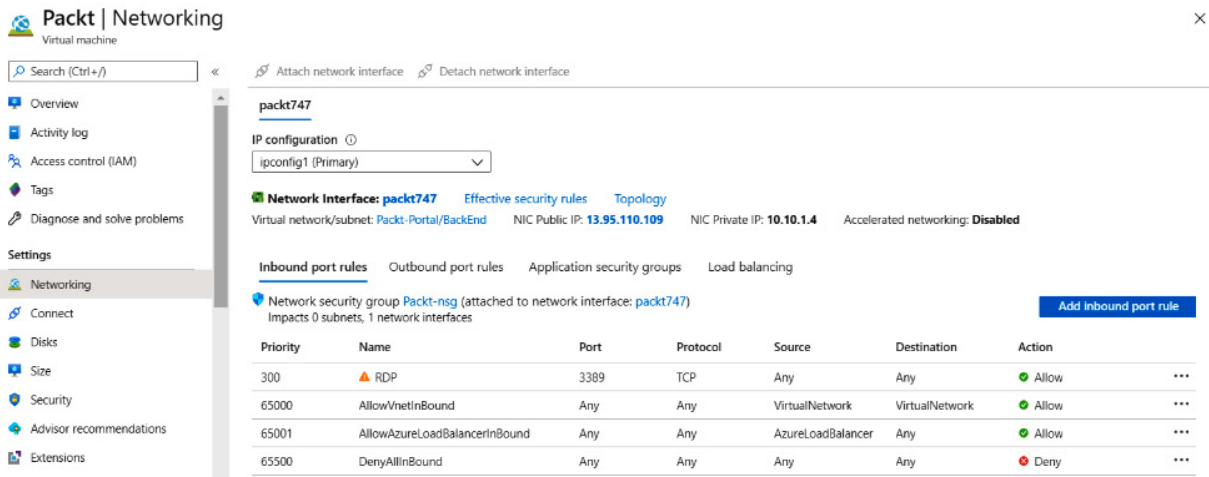 Packt | Networking
Virtual machine
Search (Ctrl+/)
Overview
Activity log
Access control (IAM)
Tags
Diagnose and solve problems
Settings
Networking
Connect
Disks
Size
Security
Advisor recommendations
Extensions
Attach network interface Detach network interface
packt747
IP configuration
ipconfig1 (Primary)
Network Interface: packt747 Effective security rules Topology
Virtual network/subnet: Packt-Portal/BackEnd NIC Public IP: 13.95.110.109 NIC Private IP: 10.10.1.4 Accelerated networking: Disabled
Inbound port rules Outbound port rules Application security groups Load balancing
Network security group Packt-nsg (attached to network interface: packt747)
Impacts 0 subnets, 1 network interfaces
Add inbound port rule
Priority Name Port Protocol Source Destination Action
300 RDP 3389 TCP Any Any Allow
65000 AllowVnetInBound Any Any VirtualNetwork VirtualNetwork Allow
65001 AllowAzureLoadBalancerInBound Any Any AzureLoadBalancer Any Allow
65500 DenyAllInBound Any Any Any Any Deny